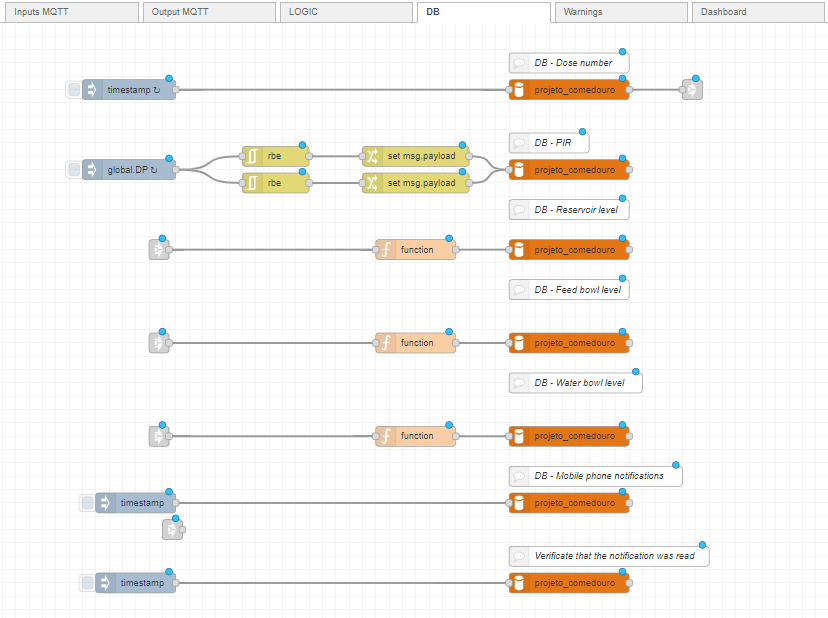 Inputs MQTT
Output MQTT
LOGIC
DB
Warnings
Dashboard
DB - Dose number
timestamp ↻
projeto_comedouro
DB - PIR
rbe
set msg.payload
global.DP ↻
projeto_comedouro
rbe
set msg.payload
DB - Reservoir level
function
projeto_comedouro
DB - Feed bowl level
function
projeto_comedouro
DB - Water bowl level
function
projeto_comedouro
DB - Mobile phone notifications
timestamp
projeto_comedouro
Verificate that the notification was read
timestamp
projeto_comedouro